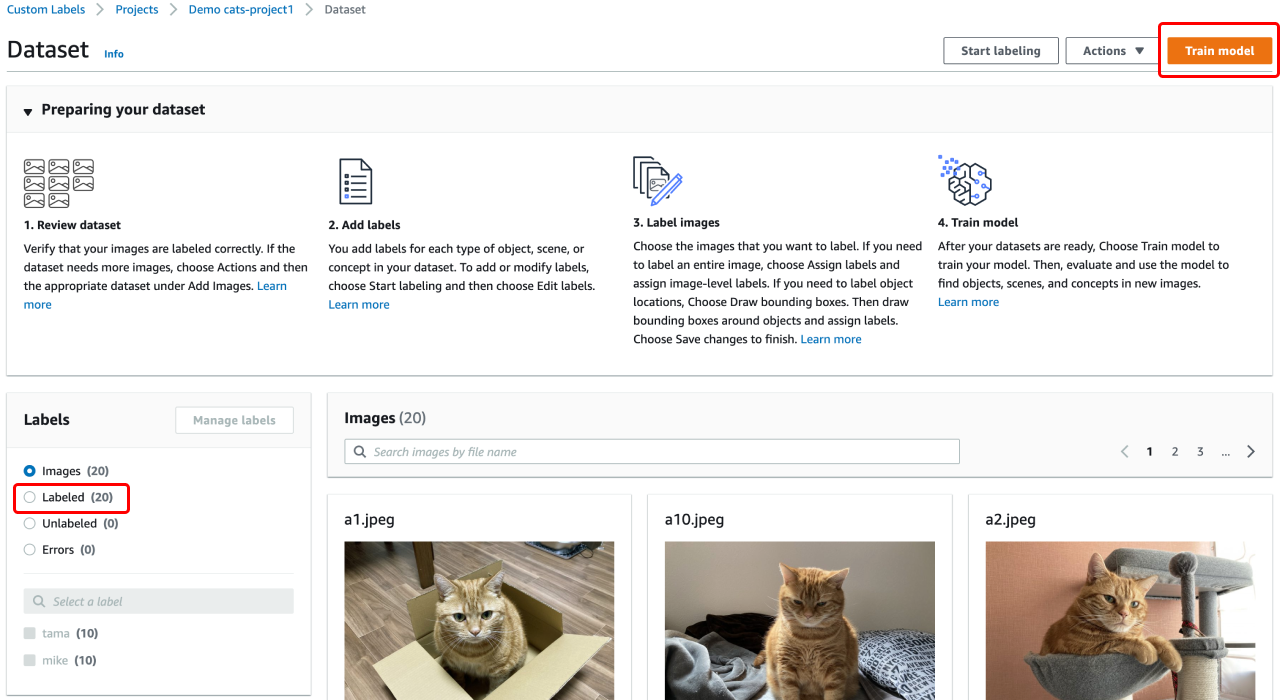 Custom Labels > Projects > Demo cats-project1 > Dataset
Dataset Info
Start labeling Actions ▼ Train model
▼ Preparing your dataset
1. Review dataset
Verify that your images are labeled correctly. If the
dataset needs more images, choose Actions and then
the appropriate dataset under Add Images. Learn
more
2. Add labels
You add labels for each type of object, scene, or
concept in your dataset. To add or modify labels,
choose Start labeling and then choose Edit labels.
Learn more
3. Label images
Choose the images that you want to label. If you need
to label an entire image, choose Assign labels and
assign image-level labels. If you need to label object
locations, Choose Draw bounding boxes. Then draw
bounding boxes around objects and assign labels.
Choose Save changes to finish. Learn more
4. Train model
After your datasets are ready, Choose Train model to
train your model. Then, evaluate and use the model to
find objects, scenes, and concepts in new images.
Learn more
Labels Manage labels
Images (20)
Labeled (20)
Unlabeled (0)
Errors (0)
Select a label
tama (10)
mike (10)
Images (20)
Search images by file name
< 1 2 3 ... >
a1.jpeg
a10.jpeg
a2.jpeg